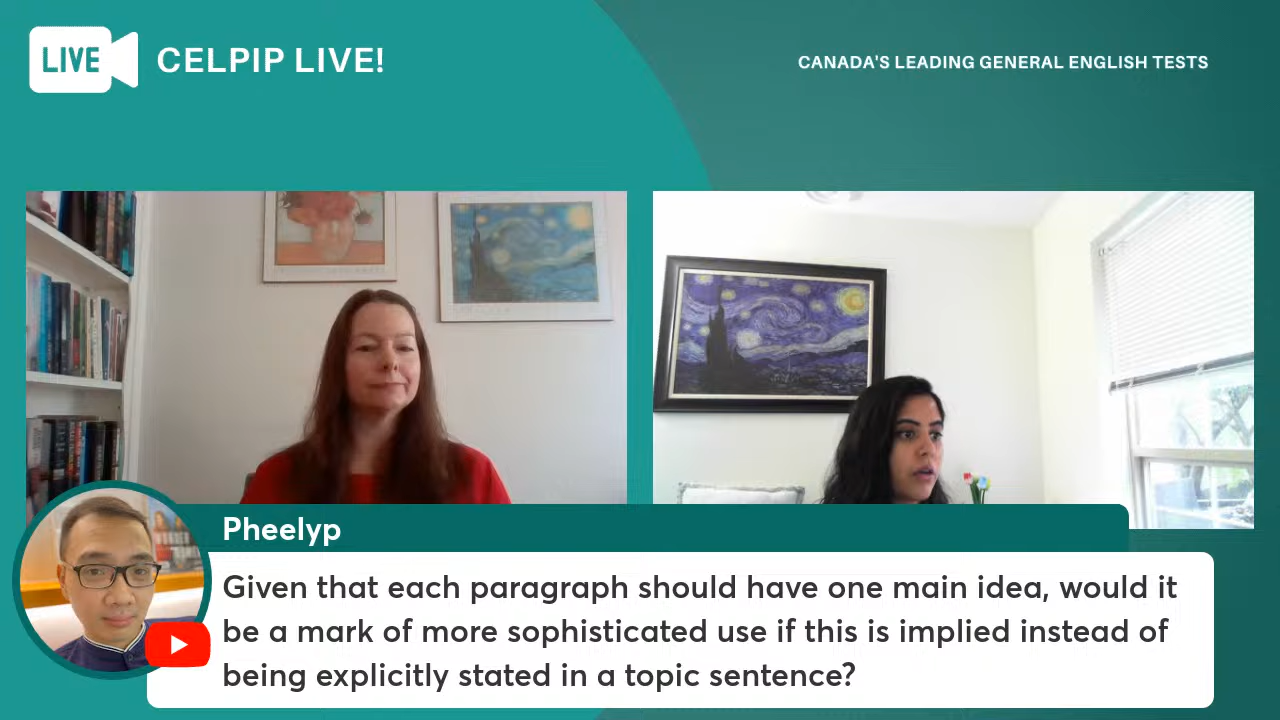 LIVE
CELPIP LIVE!
CANADA'S LEADING GENERAL ENGLISH TESTS
Pheelyp
Given that each paragraph should have one main idea, would it
be a mark of more sophisticated use if this is implied instead of
being explicitly stated in a topic sentence?